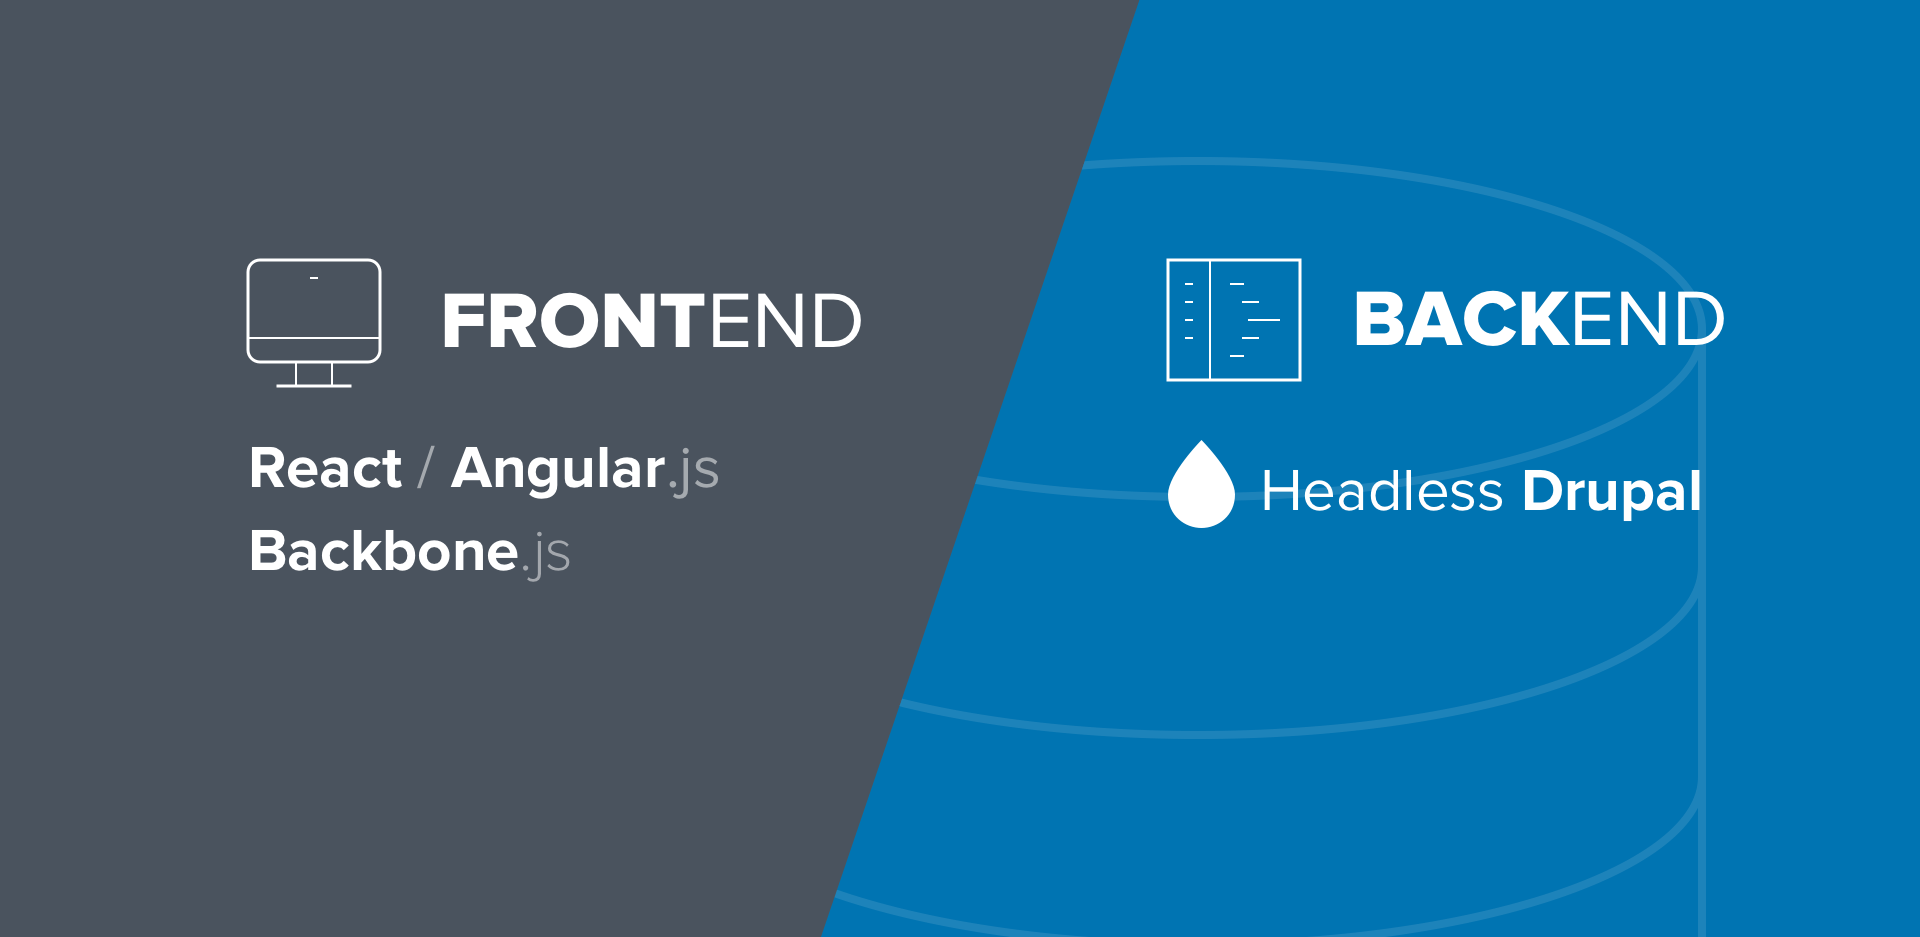 FRONTEND
React / Angular.js
Backbone.js
BACKEND
Headless Drupal